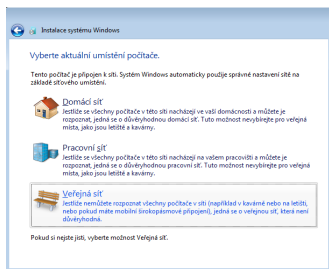 Instalace systému Windows
Vyberte aktuální umístění počítače.
Tento počítač je připojen k síti. Systém Windows automaticky použije správné nastavení sítě na
základě síťového umístění.
Domácí síť
Jestliže se všechny počítače v této síti nacházejí ve vaší domácnosti a můžete je
rozpoznat, jedná se o důvěryhodnou domácí síť. Tuto možnost nevybírejte pro veřejná
místa, jako jsou letiště a kavárny.
Pracovní síť
Jestliže se všechny počítače v této síti nacházejí na vašem pracovišti a můžete je
rozpoznat, jedná se o důvěryhodnou pracovní síť. Tuto možnost nevybírejte pro veřejná
místa, jako jsou letiště a kavárny.
Veřejná síť
Jestliže nemůžete rozpoznat všechny počítače v síti (například v kavárně nebo na letišti,
nebo pokud máte mobilní širokopásmové připojení), jedná se o veřejnou síť, která není
důvěryhodná.
Pokud si nejste jisti, vyberte možnost Veřejná síť.